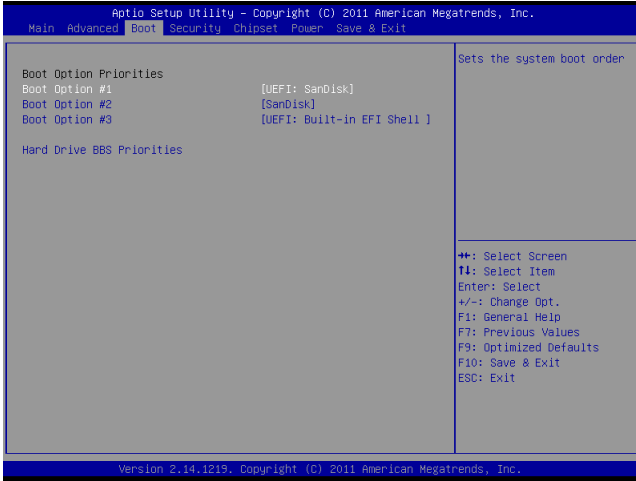 Aptio Setup Utility – Copyright (C) 2011 American Megatrends, Inc.
Main Advanced Boot Security Chipset Power Save & Exit
Boot Option Priorities
Boot Option #1 [UEFI: SanDisk]
Boot Option #2 [SanDisk]
Boot Option #3 [UEFI: Built-in EFI Shell ]
Hard Drive BBS Priorities
Sets the system boot order
→←: Select Screen
↑↓: Select Item
Enter: Select
+/-: Change Opt.
F1: General Help
F7: Previous Values
F9: Optimized Defaults
F10: Save & Exit
ESC: Exit
Version 2.14.1219. Copyright (C) 2011 American Megatrends, Inc.